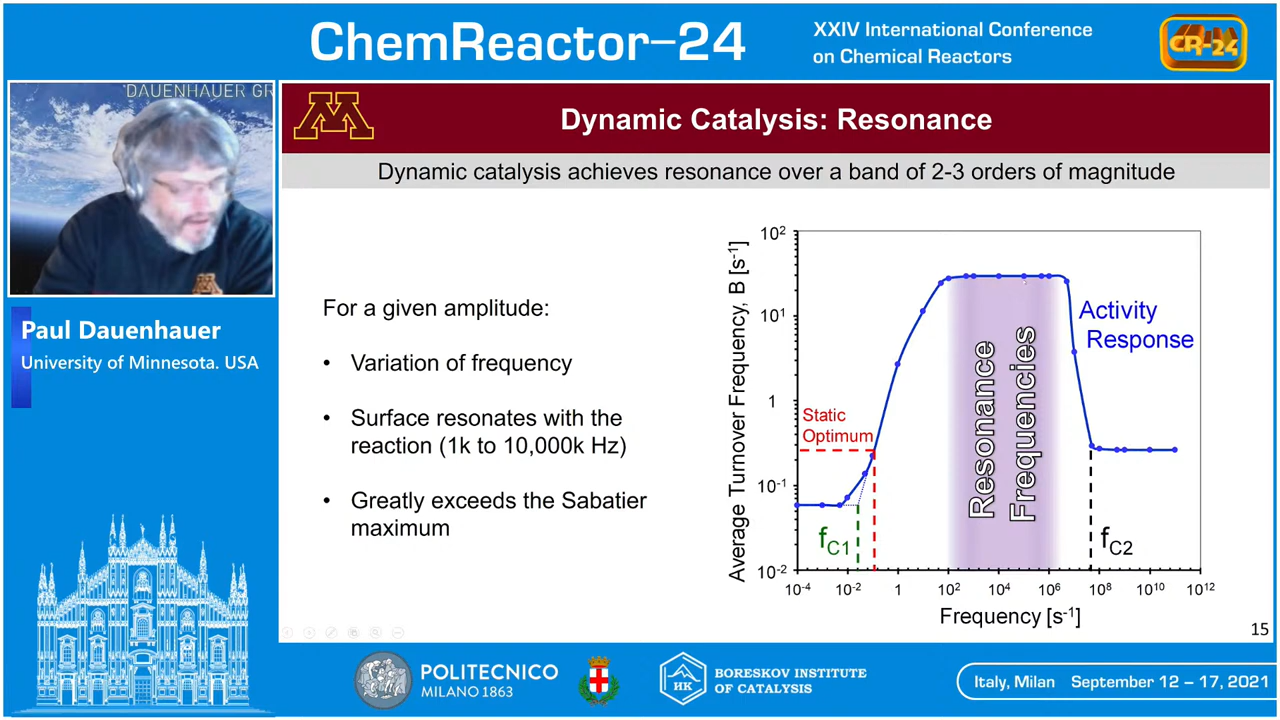 ChemReactor–24
XXIV International Conference
on Chemical Reactors
CR-24
DAUENHAUER GR
Paul Dauenhauer
University of Minnesota. USA
M
Dynamic Catalysis: Resonance
Dynamic catalysis achieves resonance over a band of 2-3 orders of magnitude
For a given amplitude:
• Variation of frequency
• Surface resonates with the
reaction (1k to 10,000k Hz)
• Greatly exceeds the Sabatier
maximum
Average Turnover Frequency, B [s⁻¹]
10²
10¹
1
10⁻¹
10⁻²
Static
Optimum
Activity
Response
Resonance
Frequencies
fC1
fC2
10⁻⁴ 10⁻² 1 10² 10⁴ 10⁶ 10⁸ 10¹⁰ 10¹²
Frequency [s⁻¹]
15
POLITECNICO
MILANO 1863
НК
BORESKOV INSTITUTE
OF CATALYSIS
Italy, Milan September 12 – 17, 2021